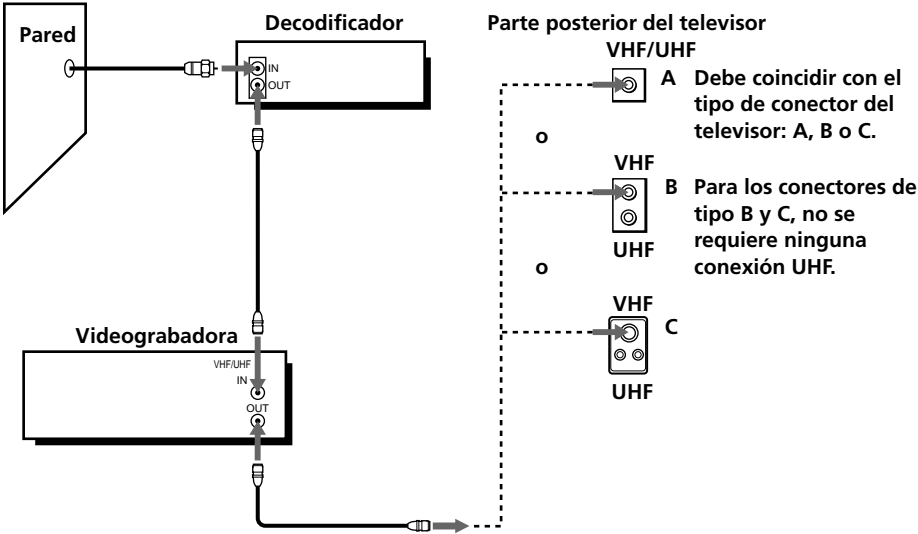 Pared
Decodificador
IN
OUT
Videograbadora
VHF/UHF
IN
OUT
Parte posterior del televisor
VHF/UHF
A
Debe coincidir con el
tipo de conector del
televisor: A, B o C.
o
VHF
B
UHF
Para los conectores de
tipo B y C, no se
requiere ninguna
conexión UHF.
o
VHF
C
UHF